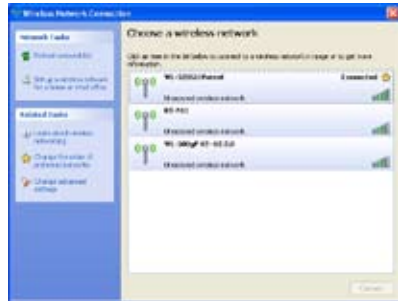 Wireless Network Connection
Network Tasks
Choose a wireless network
Refresh network list
Click an item in the list below to connect to a wireless network in range or to get more
information.
Set up a wireless network
for a home or small office
Connected
Unsecured wireless network
Related Tasks
Learn about wireless
networking
Unsecured wireless network
Change the order of
preferred networks
Change advanced
settings
Unsecured wireless network
Connect